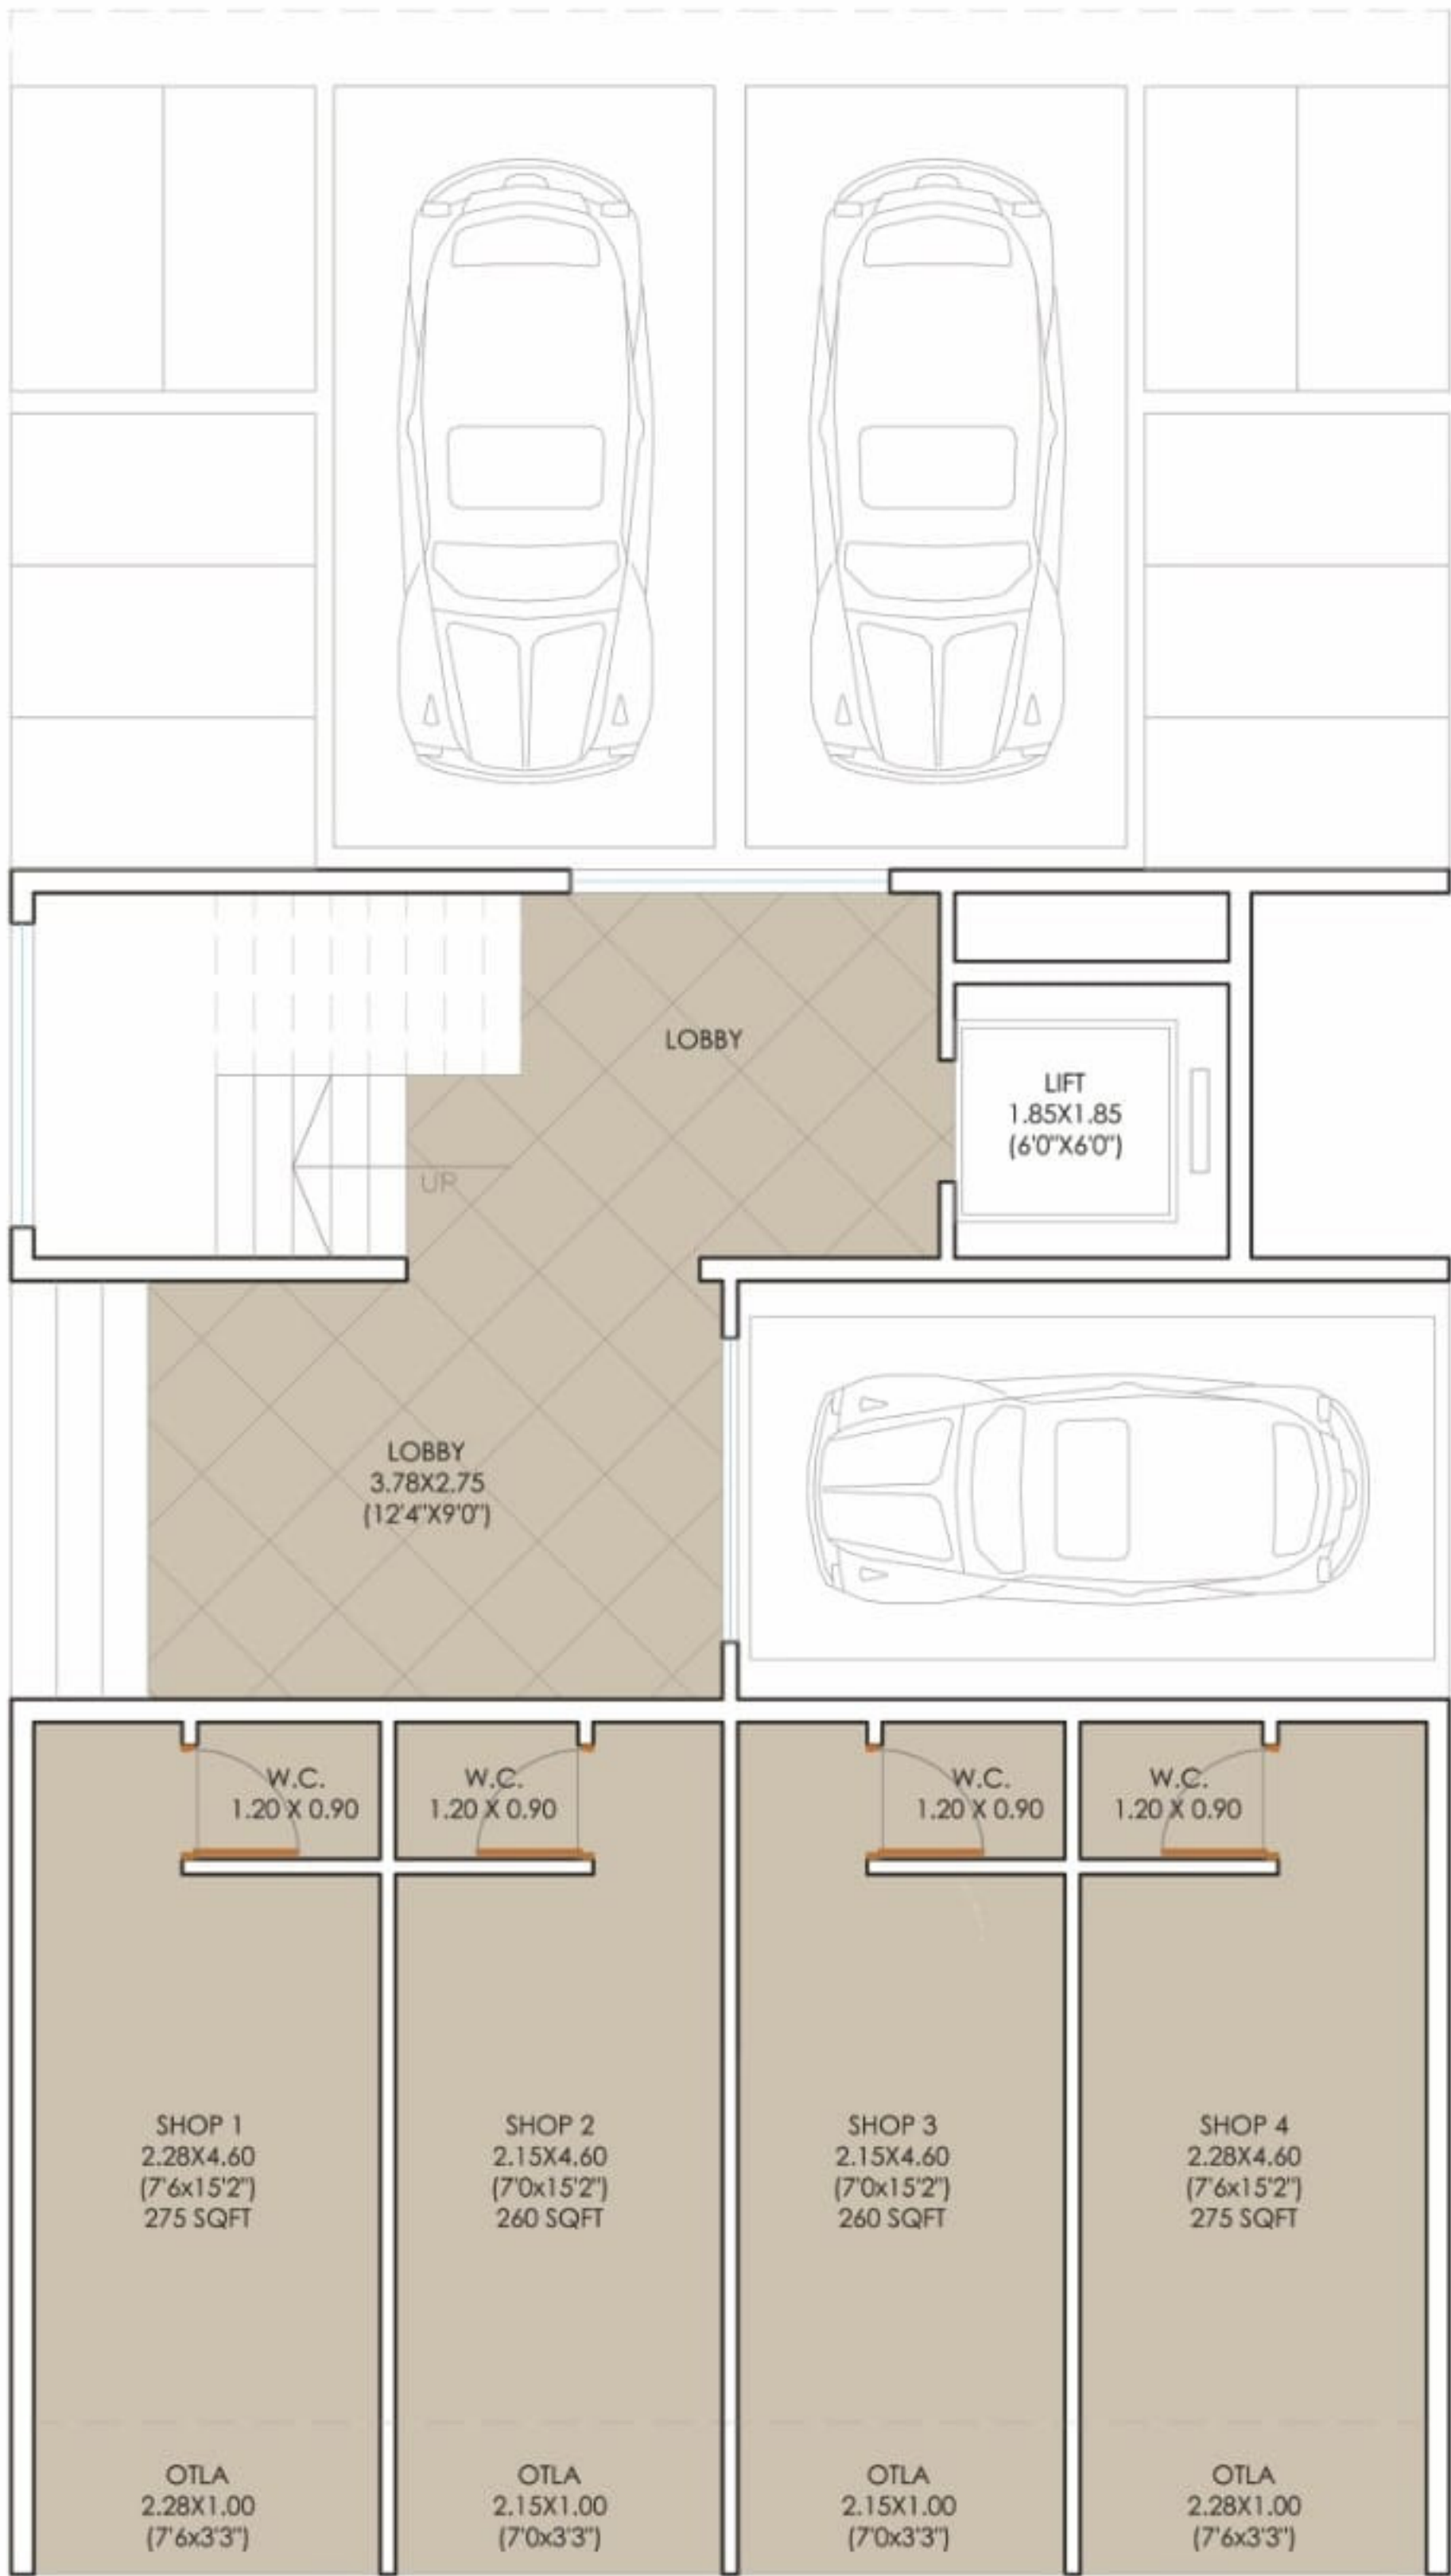 LOBBY
LIFT
1.85X1.85
(6'0"X6'0")
UP
LOBBY
3.78X2.75
(12'4"X9'0")
W.C.
1.20 X 0.90
W.C.
1.20 X 0.90
W.C.
1.20 X 0.90
W.C.
1.20 X 0.90
SHOP 1
2.28X4.60
(7'6x15'2")
275 SQFT
SHOP 2
2.15X4.60
(7'0x15'2")
260 SQFT
SHOP 3
2.15X4.60
(7'0x15'2")
260 SQFT
SHOP 4
2.28X4.60
(7'6x15'2")
275 SQFT
OTLA
2.28X1.00
(7'6x3'3")
OTLA
2.15X1.00
(7'0x3'3")
OTLA
2.15X1.00
(7'0x3'3")
OTLA
2.28X1.00
(7'6x3'3")